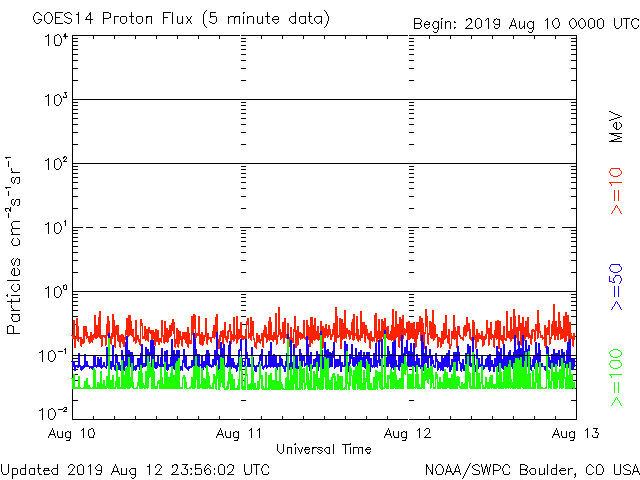 GOES14 Proton Flux (5 minute data)
Begin: 2019 Aug 10 0000 UTC
Particles cm⁻²s⁻¹sr⁻¹
10⁴
10³
10²
10¹
10⁰
10⁻¹
10⁻²
MeV
>=10
>=50
>=100
Aug 10 Aug 11 Aug 12 Aug 13
Universal Time
Updated 2019 Aug 12 23:56:02 UTC
NOAA/SWPC Boulder, CO USA